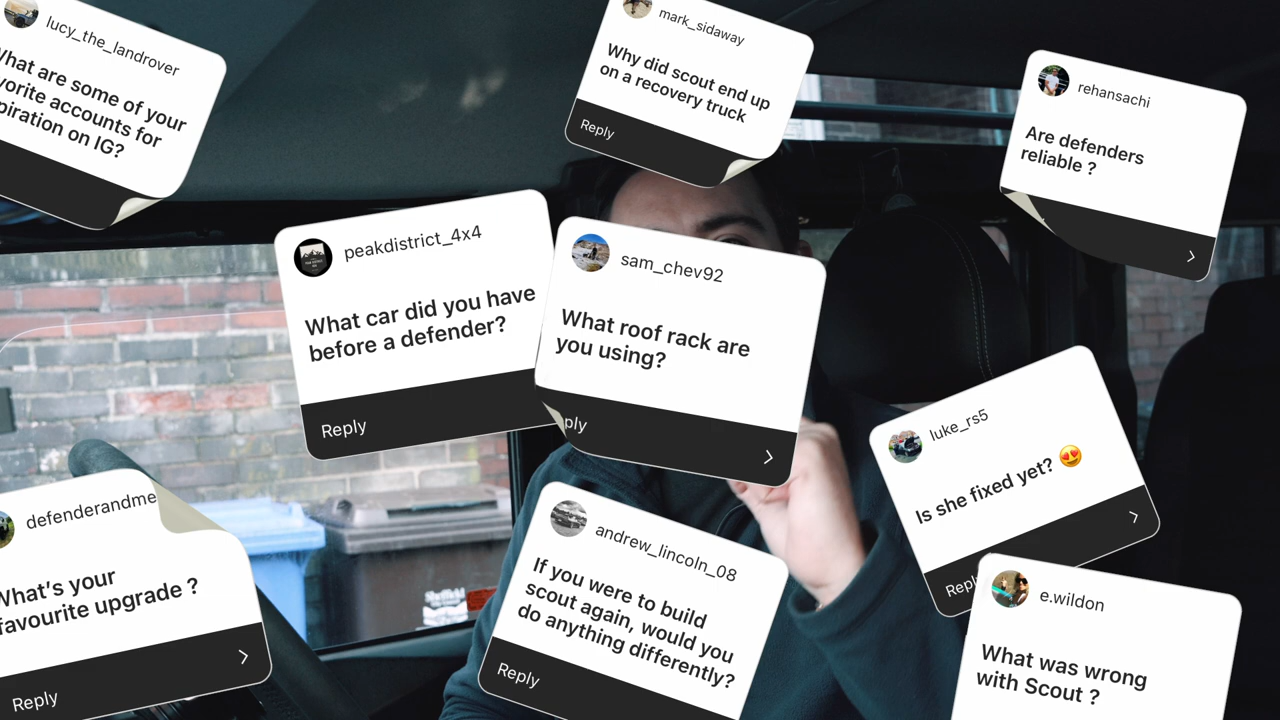 lucy_the_landrover
What are some of your
vorite accounts for
piration on IG?
mark_sidaway
Why did scout end up
on a recovery truck
Reply
rehansachi
Are defenders
reliable ?
peakdistrict_4x4
What car did you have
before a defender?
Reply
sam_chev92
What roof rack are
you using?
ply
luke_rs5
Is she fixed yet? 😍
Repl
defenderandme
What's your
favourite upgrade ?
Reply
andrew_lincoln_08
If you were to build
scout again, would you
do anything differently?
Reply
e.wildon
What was wrong
with Scout ?
Sheffield